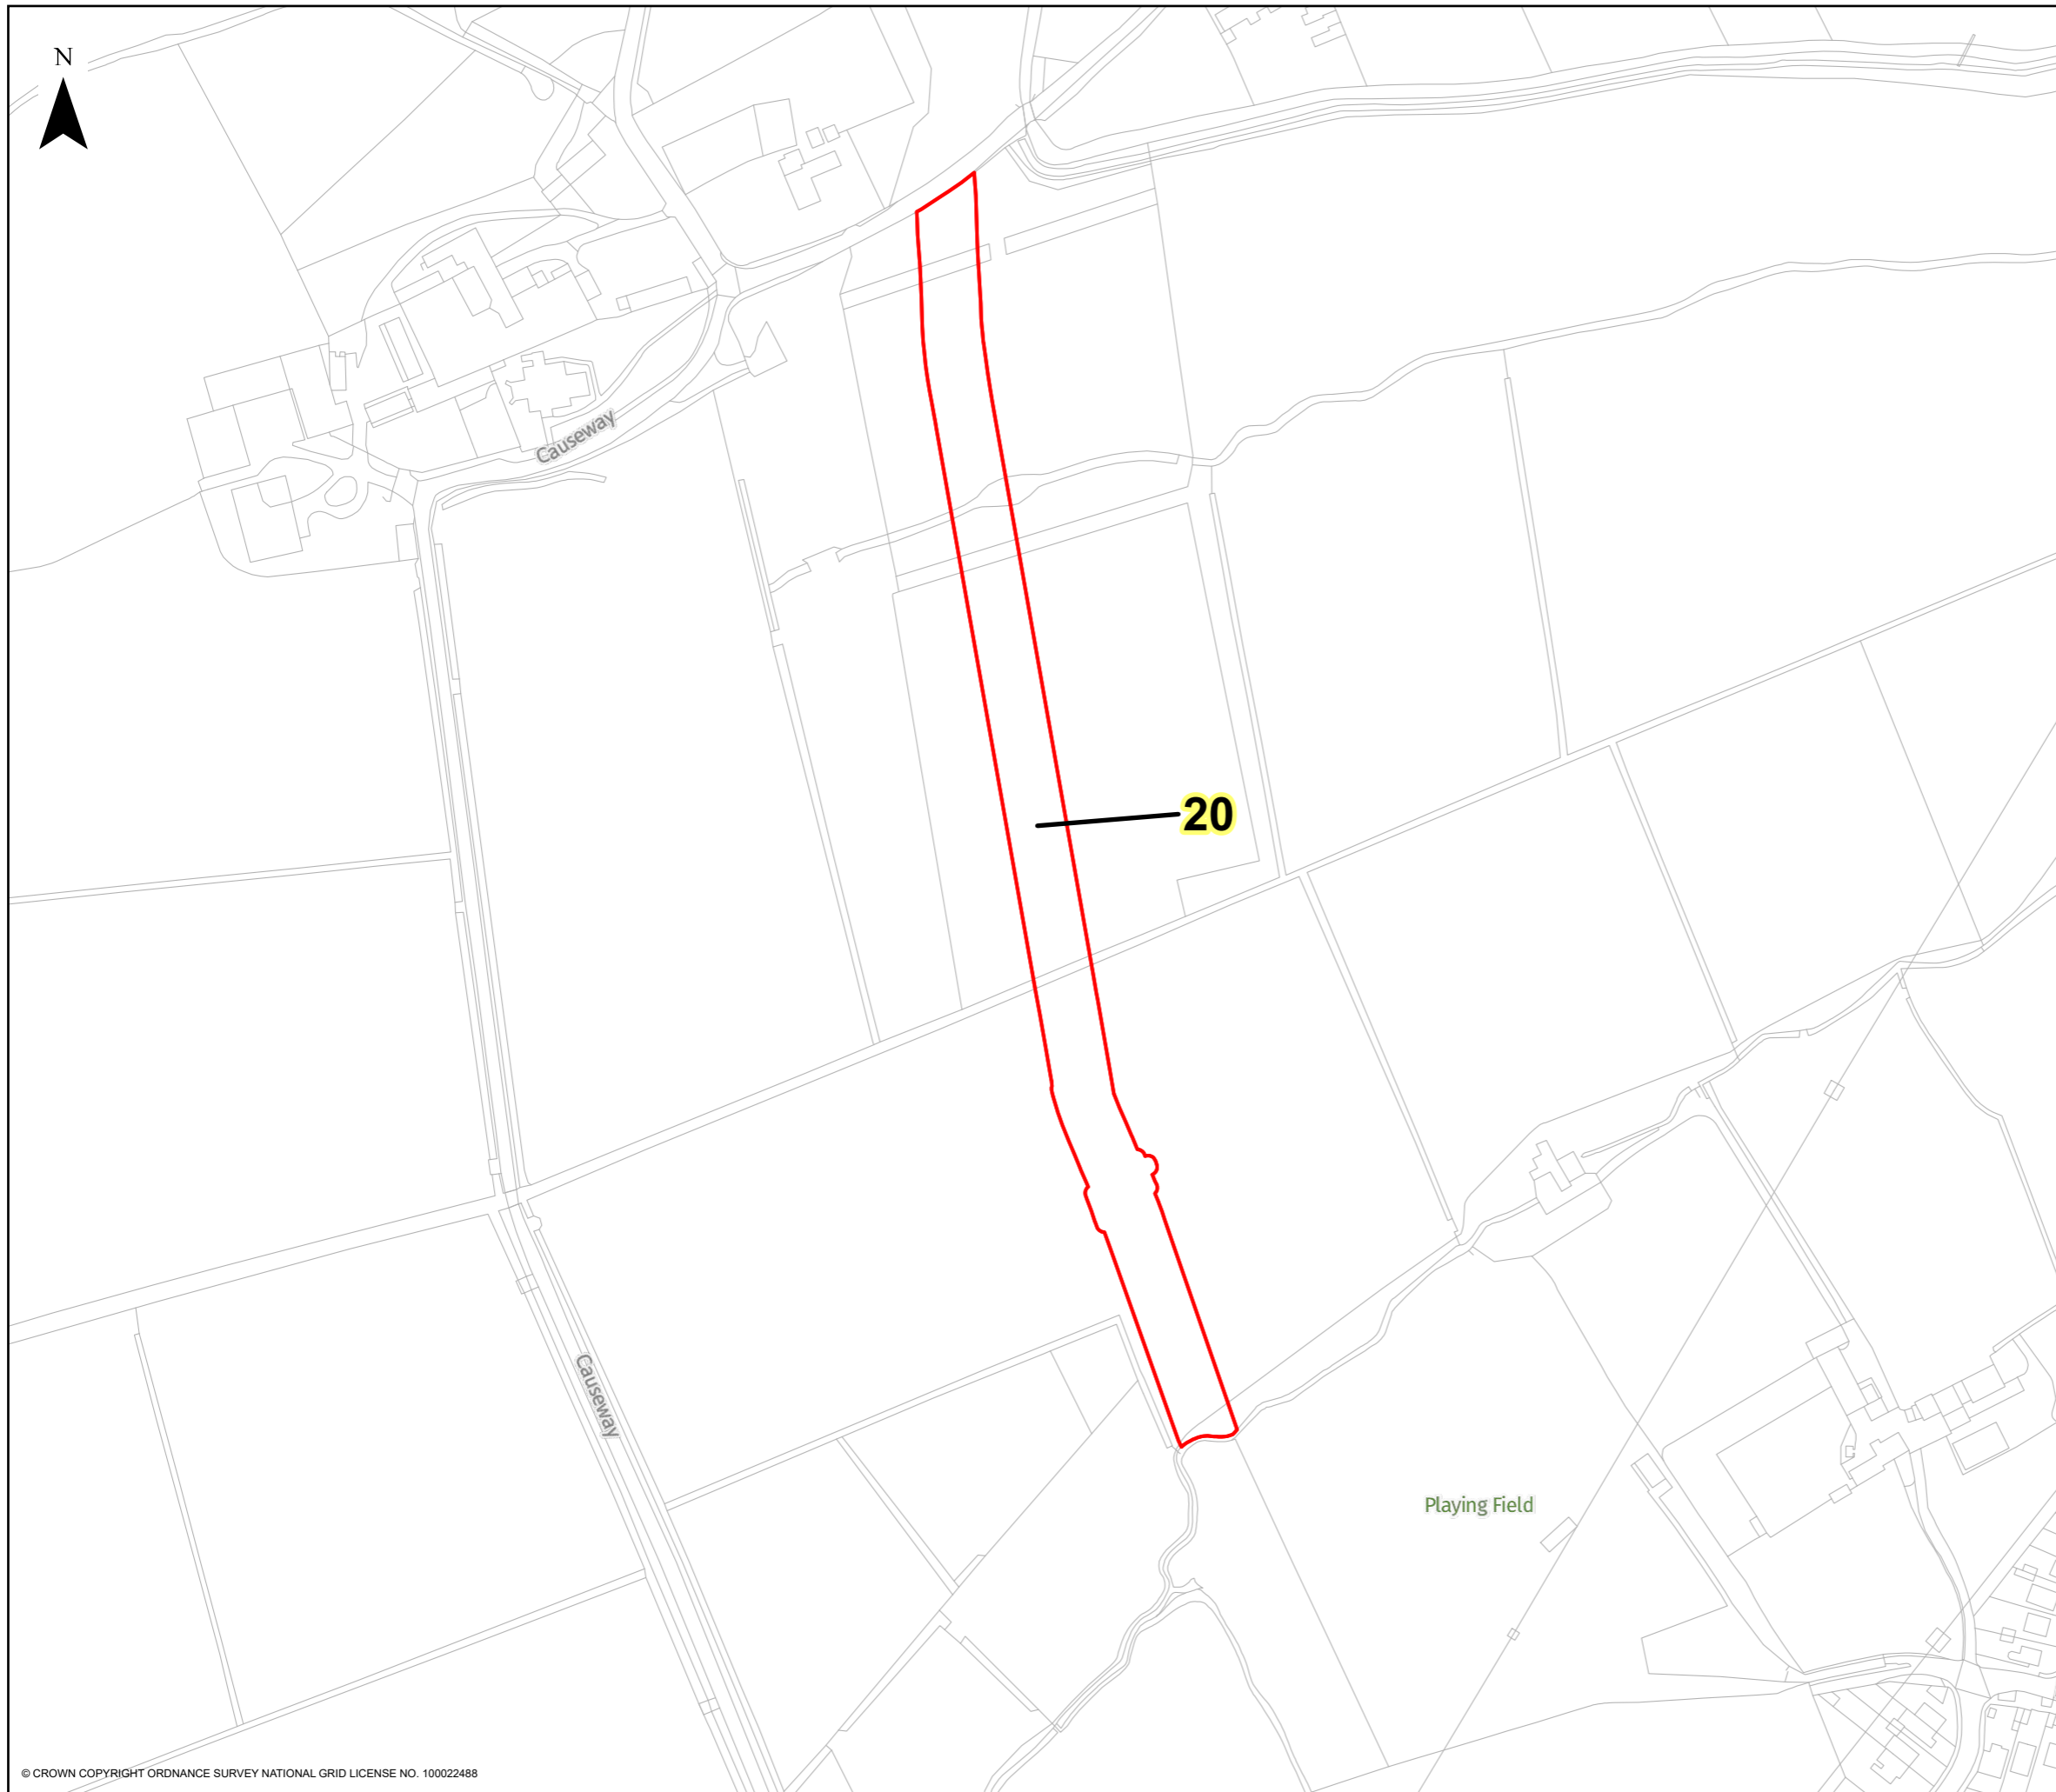 N
Causeway
20
Causeway
Playing Field
© CROWN COPYRIGHT ORDNANCE SURVEY NATIONAL GRID LICENSE NO. 100022488